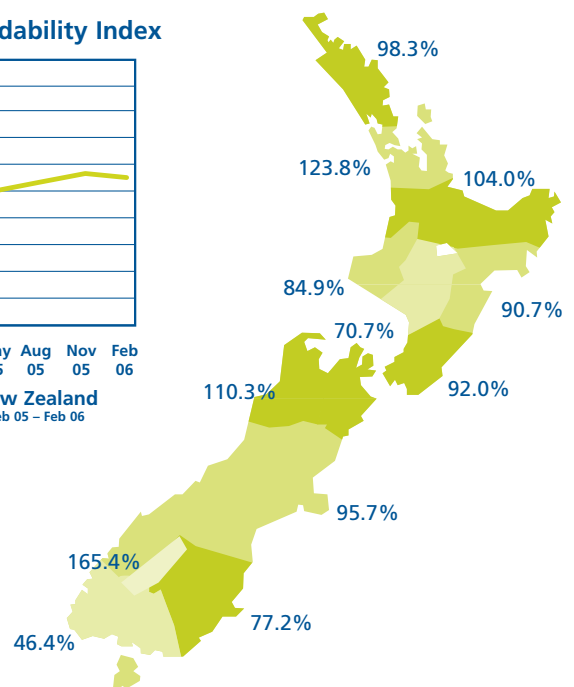 dability Index
98.3%
123.8%
104.0%
84.9%
90.7%
70.7%
92.0%
110.3%
95.7%
165.4%
77.2%
46.4%
Aug Nov Feb
05 05 06
w Zealand
eb 05 – Feb 06